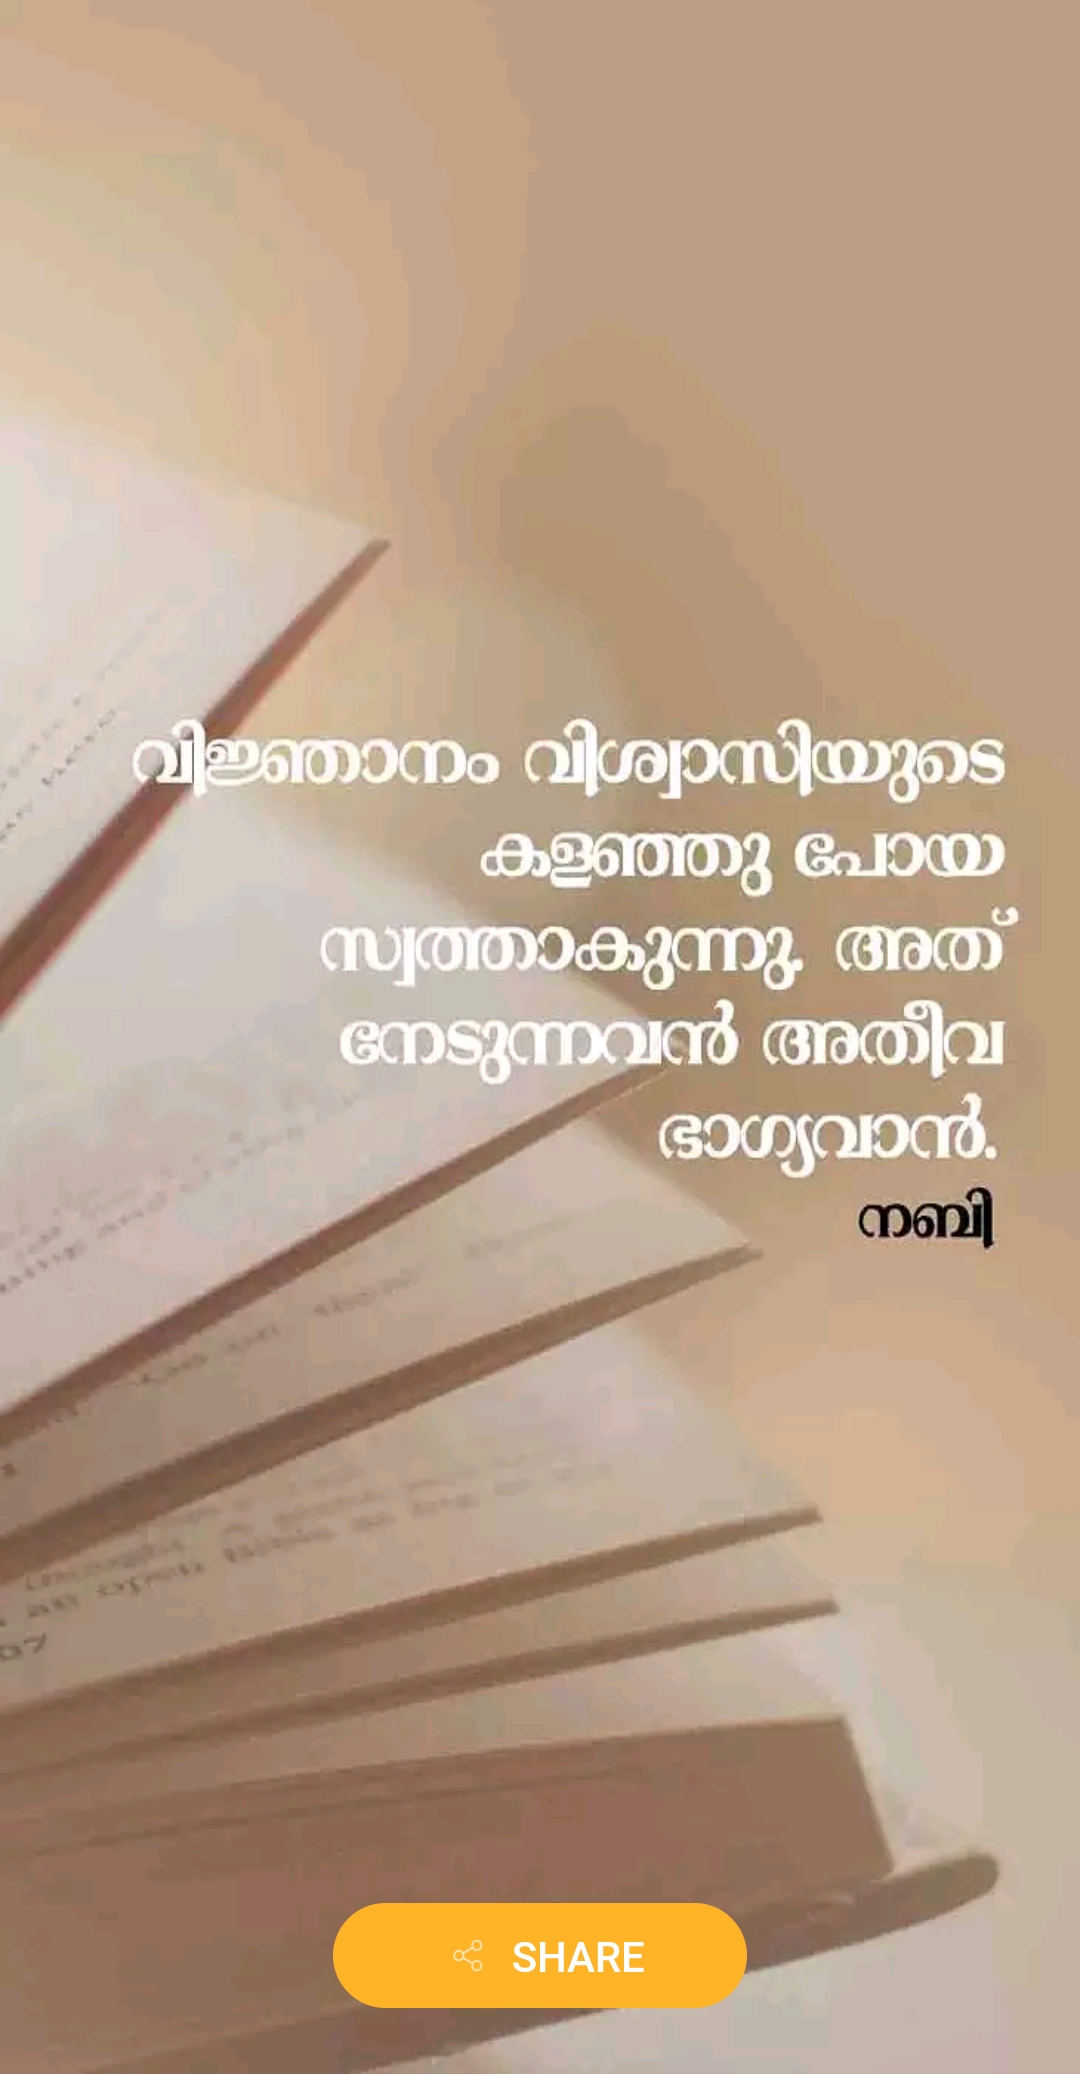 വിജ്ഞാനം വിശ്വാസിയുടെ
കളഞ്ഞു പോയ
സ്വത്താകുന്നു. അത്
നേടുന്നവൻ അതീവ
ഭാഗ്യവാൻ.
നബി
SHARE